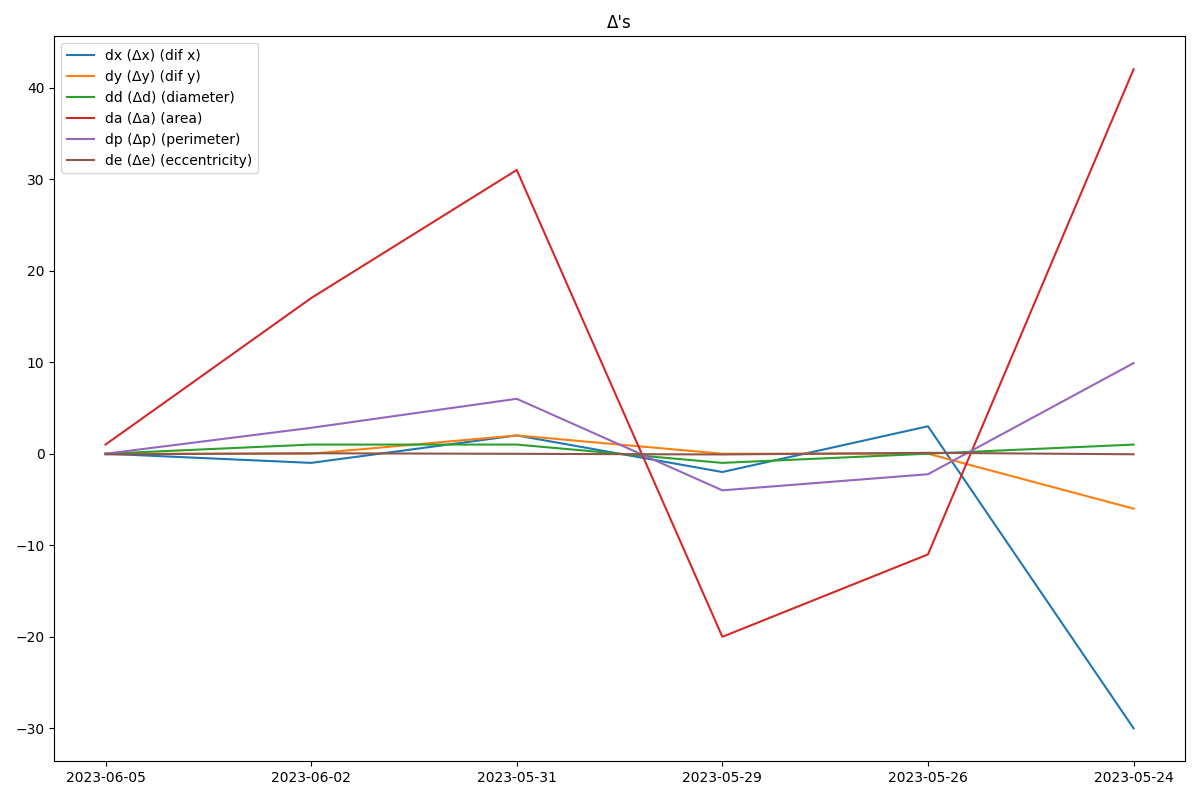 Δ's
dx (Δx) (dif x)
dy (Δy) (dif y)
dd (Δd) (diameter)
da (Δa) (area)
dp (Δp) (perimeter)
de (Δe) (eccentricity)
40
30
20
10
0
−10
−20
−30
2023-06-05 2023-06-02 2023-05-31 2023-05-29 2023-05-26 2023-05-24